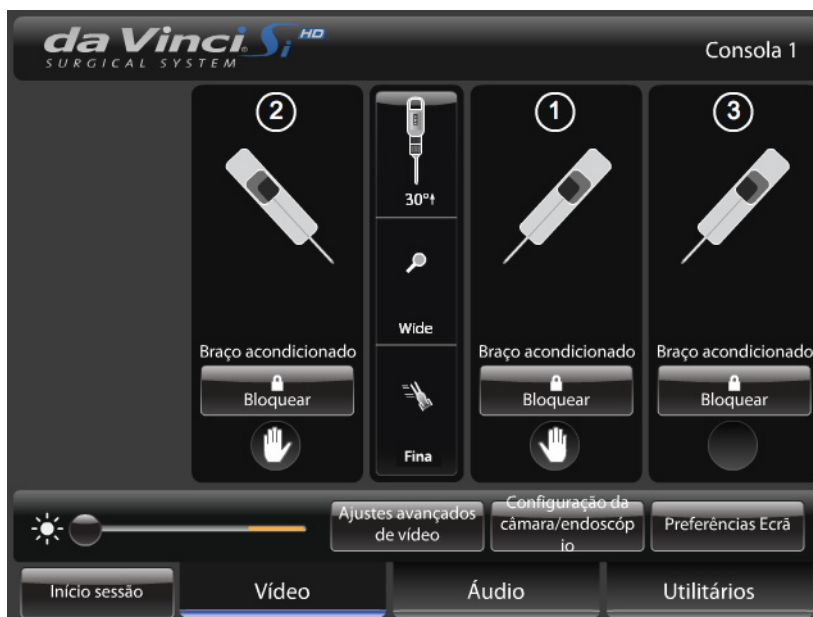 da Vinci® Si HD
SURGICAL SYSTEM
Consola 1
2
1
3
30°
Wide
Fina
Braço acondicionado
Bloquear
Braço acondicionado
Bloquear
Braço acondicionado
Bloquear
Ajustes avançados
de vídeo
Configuração da
câmara/endoscóp
io
Preferências Ecrã
Início sessão
Vídeo
Áudio
Utilitários